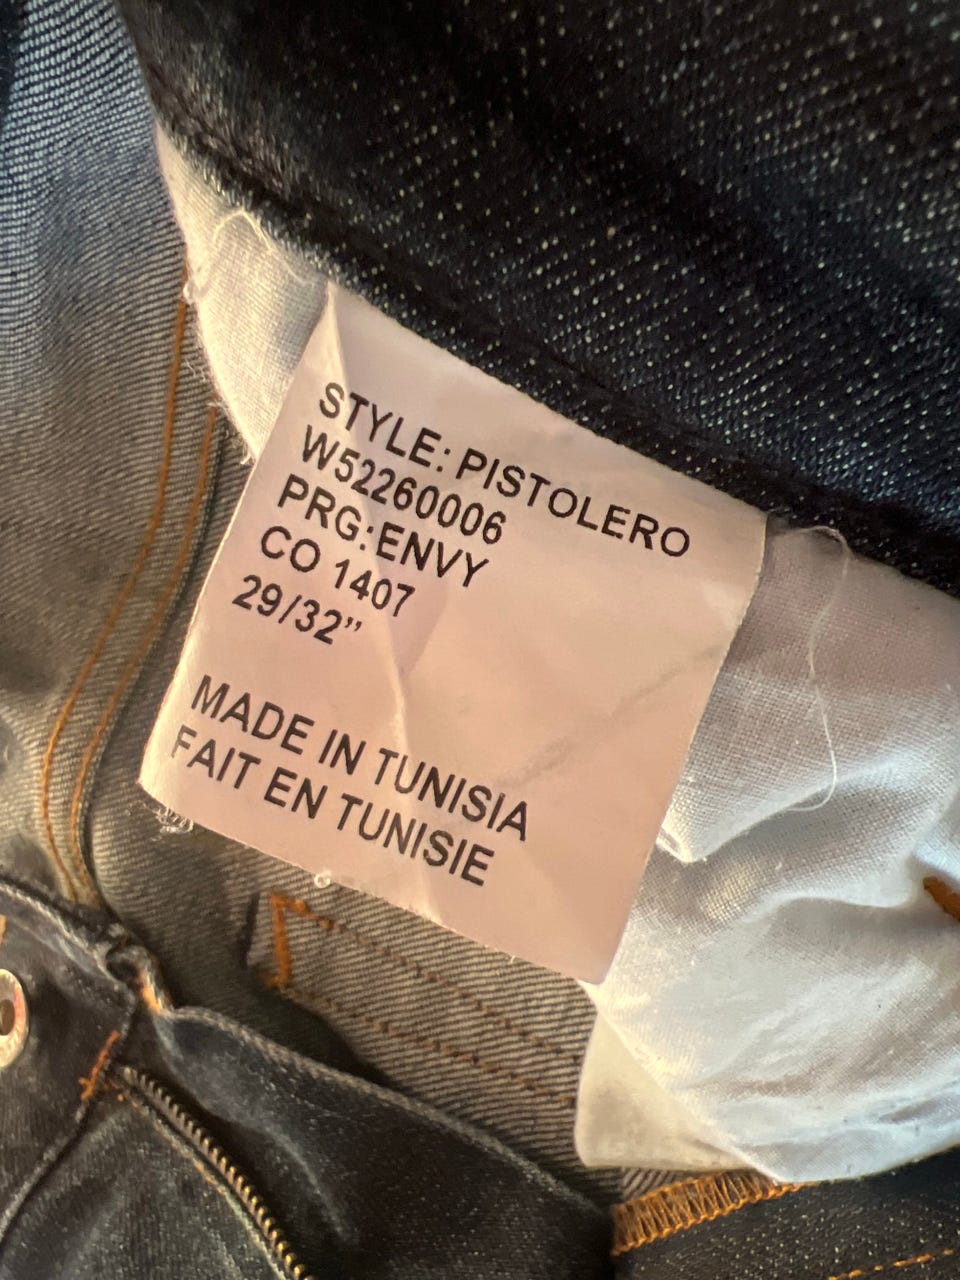 STYLE: PISTOLERO
W52260006
PRG:ENVY
CO 1407
29/32”
MADE IN TUNISIA
FAIT EN TUNISIE